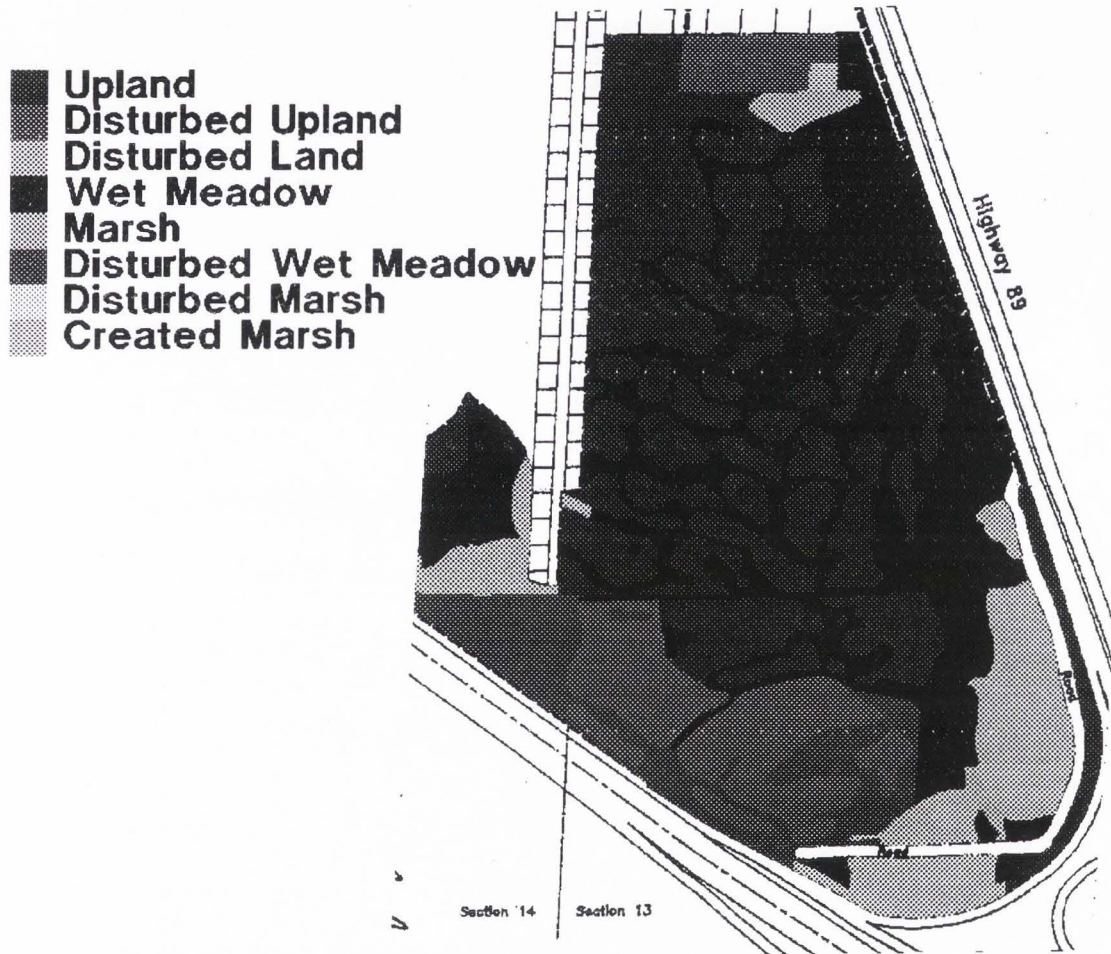 Upland
Disturbed Upland
Disturbed Land
Wet Meadow
Marsh
Disturbed Wet Meadow
Disturbed Marsh
Created Marsh
Highway 89
Road
Road
Section 14
Section 13